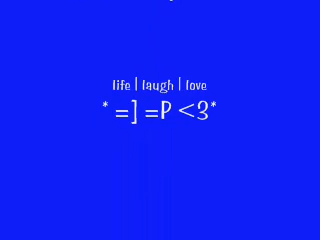 life | laugh | love
* =] =P <3*